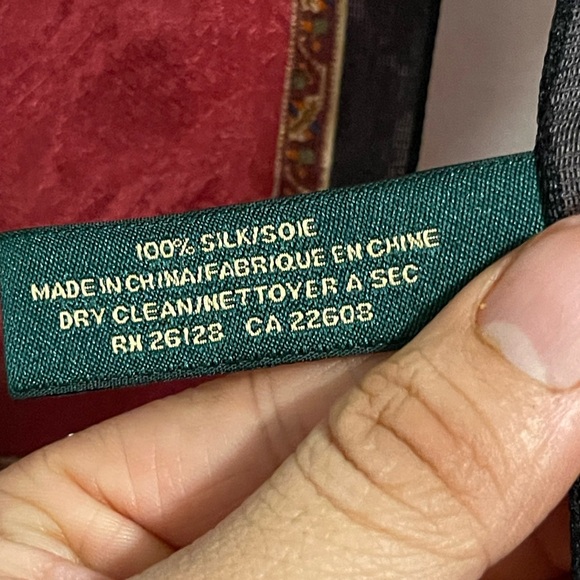 100% SILK/SOIE
MADE IN CHINA/FABRIQUE EN CHINE
DRY CLEAN/NETTOYER A SEC
RN 26128 CA 22608